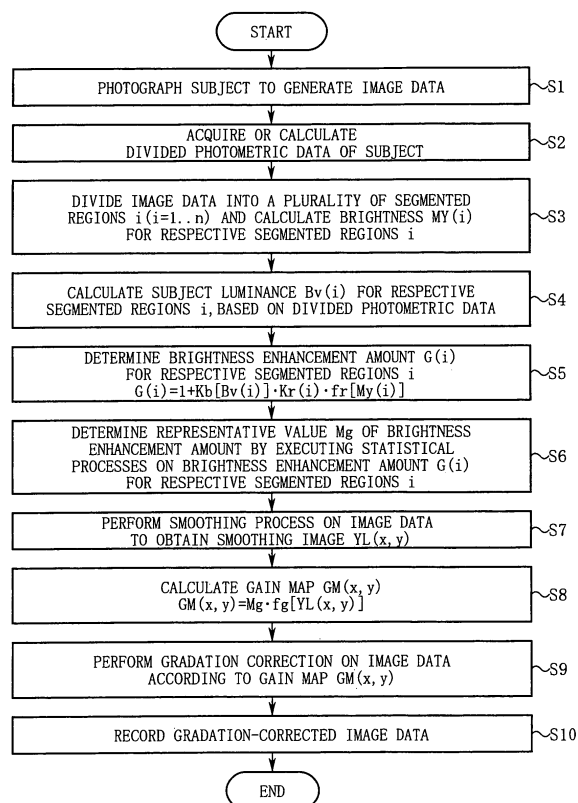 START
PHOTOGRAPH SUBJECT TO GENERATE IMAGE DATA
S1
ACQUIRE OR CALCULATE
DIVIDED PHOTOMETRIC DATA OF SUBJECT
S2
DIVIDE IMAGE DATA INTO A PLURALITY OF SEGMENTED
REGIONS i(i=1..n) AND CALCULATE BRIGHTNESS MY(i)
FOR RESPECTIVE SEGMENTED REGIONS i
S3
CALCULATE SUBJECT LUMINANCE Bv(i) FOR RESPECTIVE
SEGMENTED REGIONS i, BASED ON DIVIDED PHOTOMETRIC DATA
S4
DETERMINE BRIGHTNESS ENHANCEMENT AMOUNT G(i)
FOR RESPECTIVE SEGMENTED REGIONS i
G(i)=1+Kb[Bv(i)]·Kr(i)·fr[My(i)]
S5
DETERMINE REPRESENTATIVE VALUE Mg OF BRIGHTNESS
ENHANCEMENT AMOUNT BY EXECUTING STATISTICAL
PROCESSES ON BRIGHTNESS ENHANCEMENT AMOUNT G(i)
FOR RESPECTIVE SEGMENTED REGIONS i
S6
PERFORM SMOOTHING PROCESS ON IMAGE DATA
TO OBTAIN SMOOTHING IMAGE YL(x, y)
S7
CALCULATE GAIN MAP GM(x, y)
GM(x, y)=Mg·fg[YL(x, y)]
S8
PERFORM GRADATION CORRECTION ON IMAGE DATA
ACCORDING TO GAIN MAP GM(x, y)
S9
RECORD GRADATION-CORRECTED IMAGE DATA
S10
END